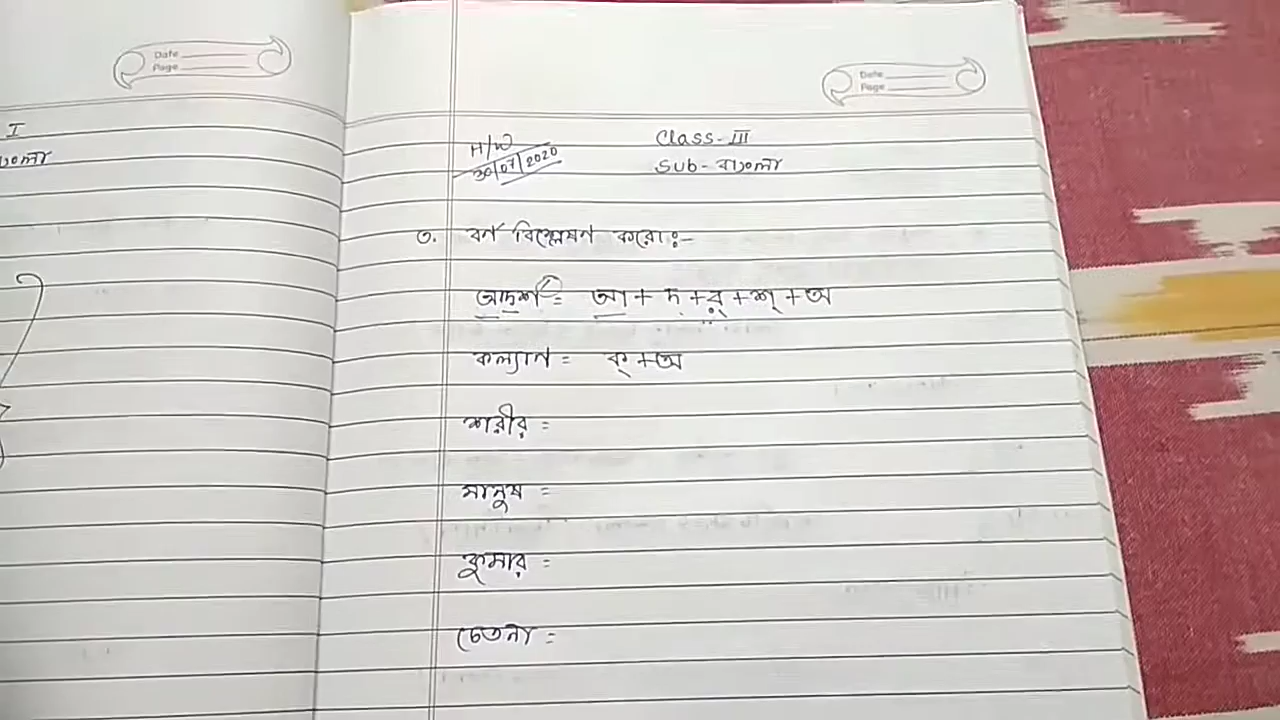 Date
Page
I
বাংলা
Date
Page
H/W
30/07/2020
Class - III
Sub - বাংলা
৩. বর্ণ বিশ্লেষণ করো:-
আদর্শ = আ + দ্ + র্ + শ্ + অ
কল্যান = ক্ + অ
শরীর =
মানুষ =
কুমার =
চেতনা =